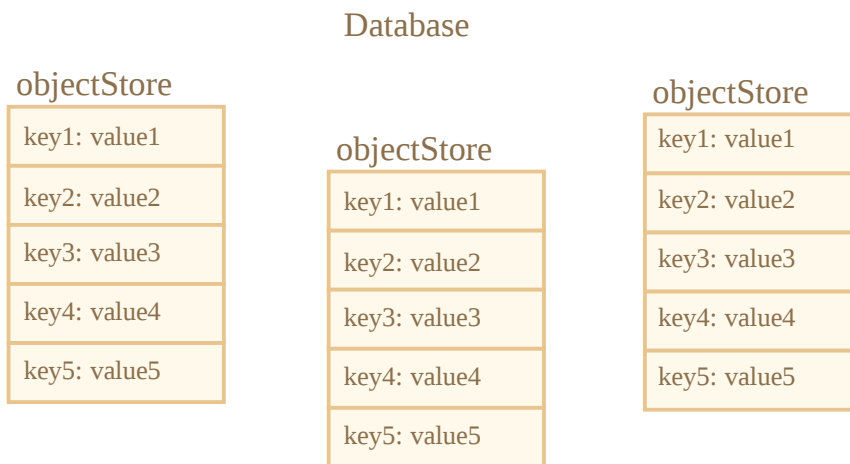 Database
objectStore
key1: value1
key2: value2
key3: value3
key4: value4
key5: value5
objectStore
key1: value1
key2: value2
key3: value3
key4: value4
key5: value5
objectStore
key1: value1
key2: value2
key3: value3
key4: value4
key5: value5